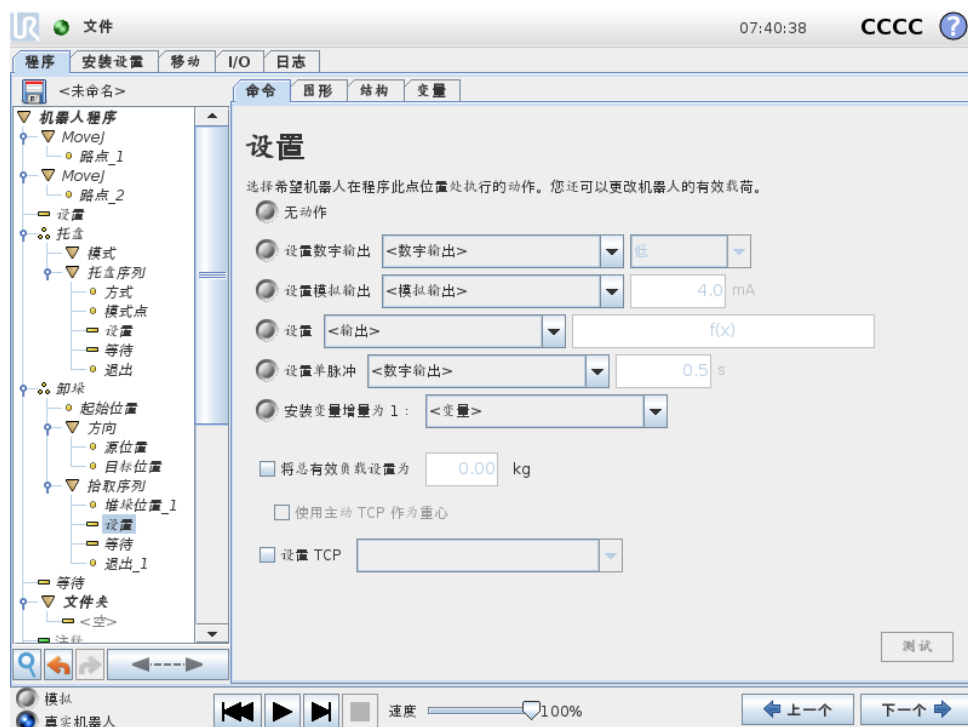 UR 文件 07:40:38 CCCC ?
程序 安装设置 移动 I/O 日志
<未命名>
命令 图形 结构 变量
机器人程序
MoveJ
路点_1
MoveJ
路点_2
设置
托盘
模式
托盘序列
方式
模式点
设置
等待
退出
卸垛
起始位置
方向
源位置
目标位置
拾取序列
堆垛位置_1
设置
等待
退出_1
等待
文件夹
<空>
注释
设置
选择希望机器人在程序此点位置处执行的动作。您还可以更改机器人的有效载荷。
无动作
设置数字输出 <数字输出> 低
设置模拟输出 <模拟输出> 4.0 mA
设置 <输出> f(x)
设置单脉冲 <数字输出> 0.5 s
安装变量增量为 1： <变量>
将总有效负载设置为 0.00 kg
使用主动 TCP 作为重心
设置 TCP
测试
模拟
真实机器人
速度 100%
上一个 下一个